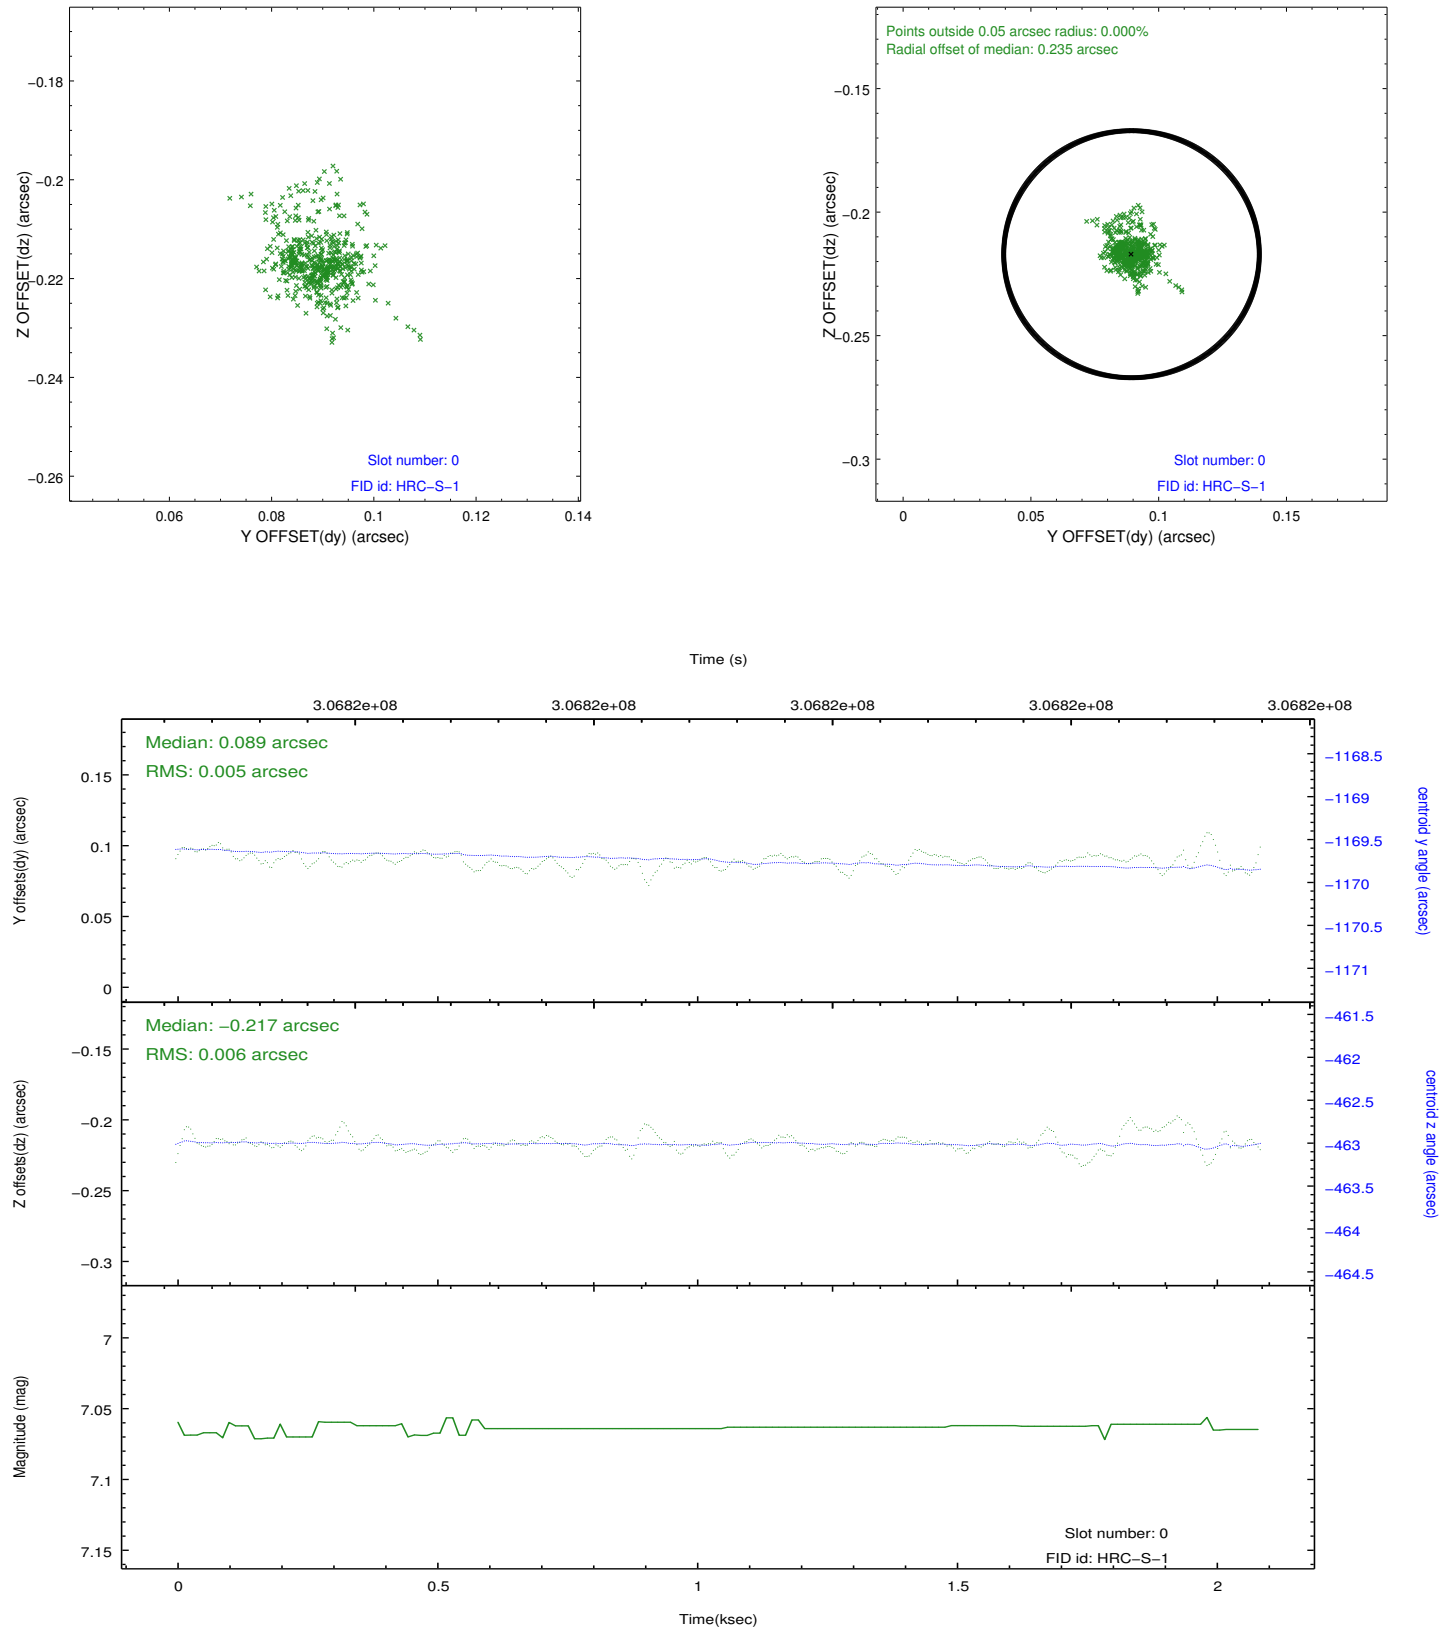 −0.18
−0.2
−0.22
−0.24
−0.26
Z OFFSET(dz) (arcsec)
Slot number: 0
FID id: HRC−S−1
0.06 0.08 0.1 0.12 0.14
Y OFFSET(dy) (arcsec)
Points outside 0.05 arcsec radius: 0.000%
Radial offset of median: 0.235 arcsec
−0.15
−0.2
−0.25
−0.3
Z OFFSET(dz) (arcsec)
Slot number: 0
FID id: HRC−S−1
0 0.05 0.1 0.15
Y OFFSET(dy) (arcsec)
Time (s)
3.0682e+08 3.0682e+08 3.0682e+08 3.0682e+08 3.0682e+08
Median: 0.089 arcsec
RMS: 0.005 arcsec
0.15
0.1
0.05
0
Y offsets(dy) (arcsec)
−1168.5
−1169
−1169.5
−1170
−1170.5
−1171
centroid y angle (arcsec)
Median: −0.217 arcsec
RMS: 0.006 arcsec
−0.15
−0.2
−0.25
−0.3
Z offsets(dz) (arcsec)
−461.5
−462
−462.5
−463
−463.5
−464
−464.5
centroid z angle (arcsec)
7
7.05
7.1
7.15
Magnitude (mag)
Slot number: 0
FID id: HRC−S−1
0 0.5 1 1.5 2
Time(ksec)